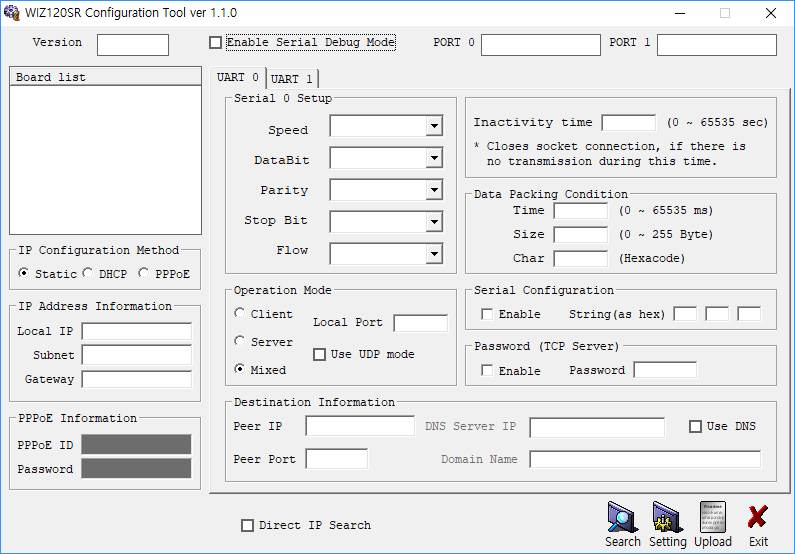 WIZ120SR Configuration Tool ver 1.1.0
Version
Enable Serial Debug Mode
PORT 0
PORT 1
Board list
UART 0
UART 1
Serial 0 Setup
Speed
DataBit
Parity
Stop Bit
Flow
Inactivity time (0 ~ 65535 sec)
* Closes socket connection, if there is
no transmission during this time.
Data Packing Condition
Time (0 ~ 65535 ms)
Size (0 ~ 255 Byte)
Char (Hexacode)
IP Configuration Method
Static DHCP PPPoE
IP Address Information
Local IP
Subnet
Gateway
PPPoE Information
PPPoE ID
Password
Operation Mode
Client
Server
Mixed
Local Port
Use UDP mode
Serial Configuration
Enable String(as hex)
Password (TCP Server)
Enable Password
Destination Information
Peer IP DNS Server IP Use DNS
Peer Port Domain Name
Direct IP Search
Search Setting Upload Exit